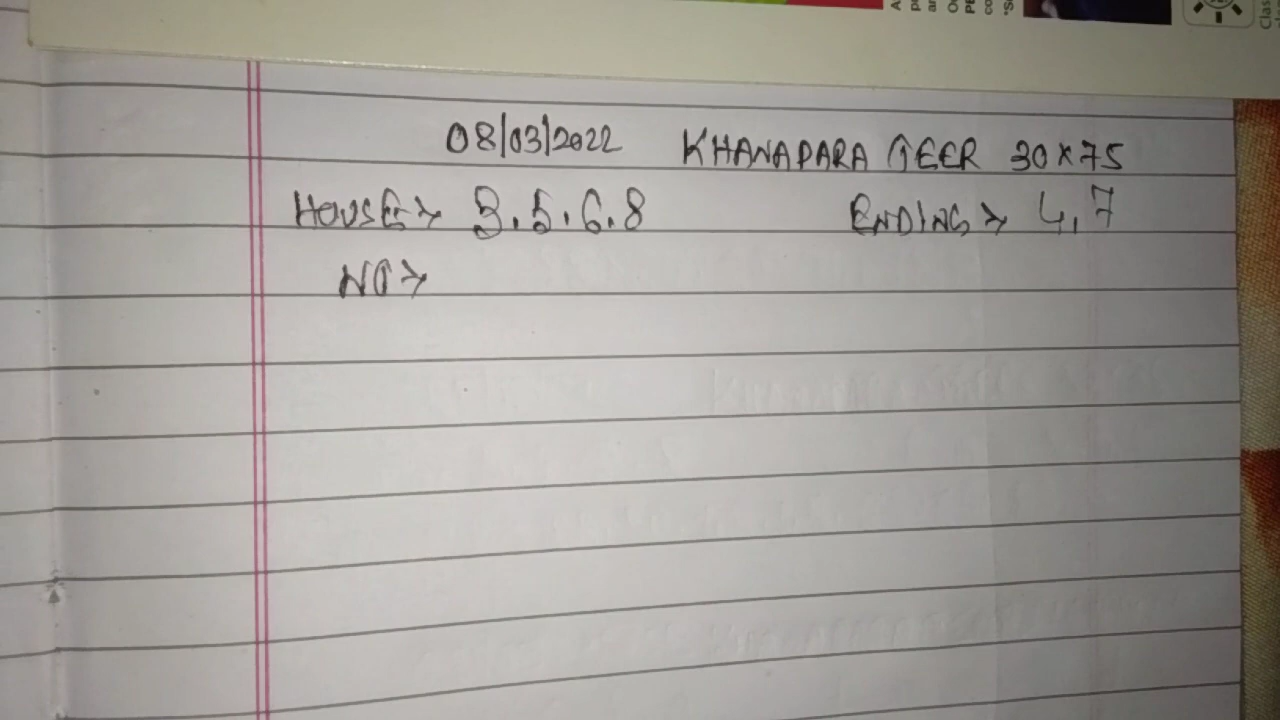 08/03/2022 KHANAPARA TEER 30×75
HOUSE> 3.5.6.8 ENDING> 4,7
NO>